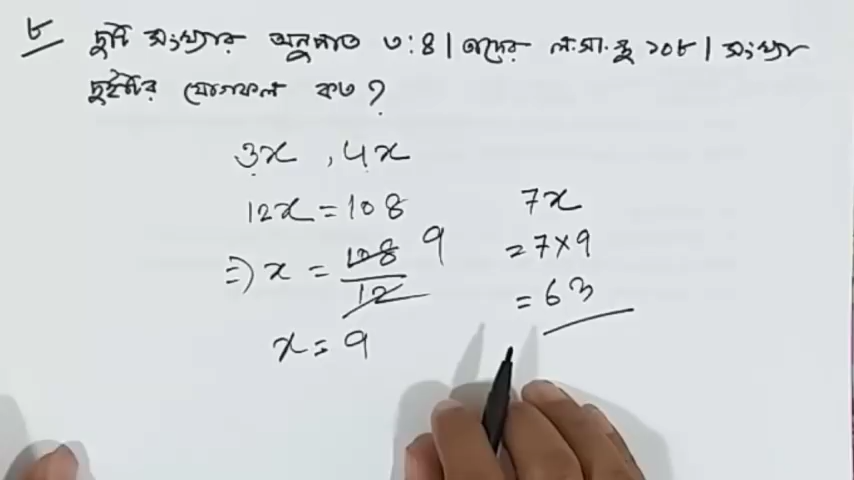 ৮ দুটি সংখ্যার অনুপাত ৩:৪। তাদের ল.সা.গু ১০৮। সংখ্যা
দুইটির যোগফল কত?
3x , 4x
12x = 108
⇒ x = 108/12 9
x = 9
7x
= 7×9
= 63